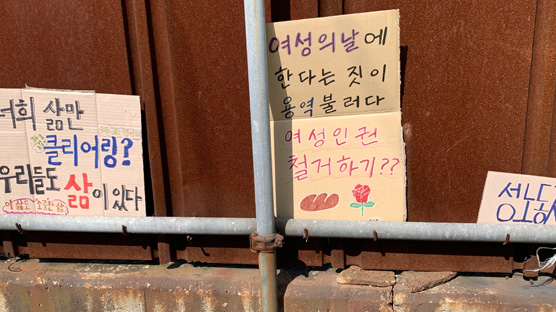 너희 삶만
클리어링?
우리들도 삶이 있다
여성의날에
한다는 짓이
용역불러다
여성인권
철거하기??